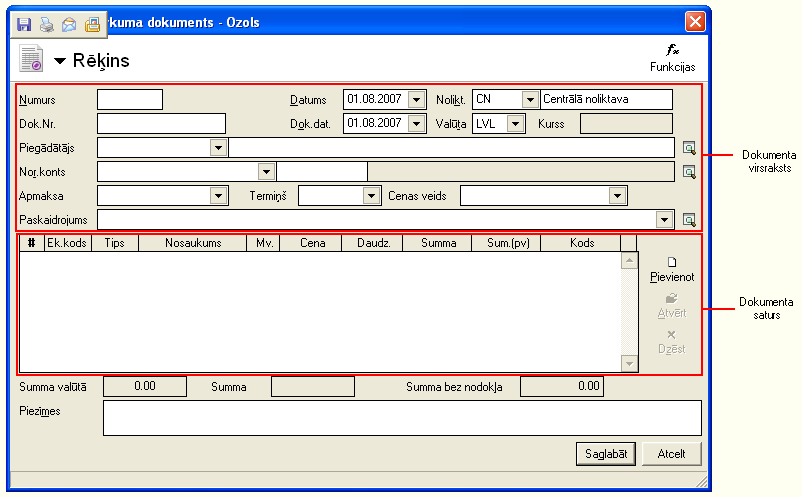 rkuma dokuments - Ozols
Rēķins
Funkcijas
Numurs Datums 01.08.2007 Nolikt. CN Centrālā noliktava
Dok.Nr. Dok.dat. 01.08.2007 Valūta LVL Kurss
Piegādātājs
Dokumenta
virsraksts
Nor.konts
Apmaksa Termiņš Cenas veids
Paskaidrojums
# Ek.kods Tips Nosaukums Mv. Cena Daudz. Summa Sum.(pv) Kods
Pievienot
Dokumenta
saturs
Atvērt
Dzēst
Summa valūtā 0.00 Summa Summa bez nodokļa 0.00
Piezīmes
Saglabāt Atcelt